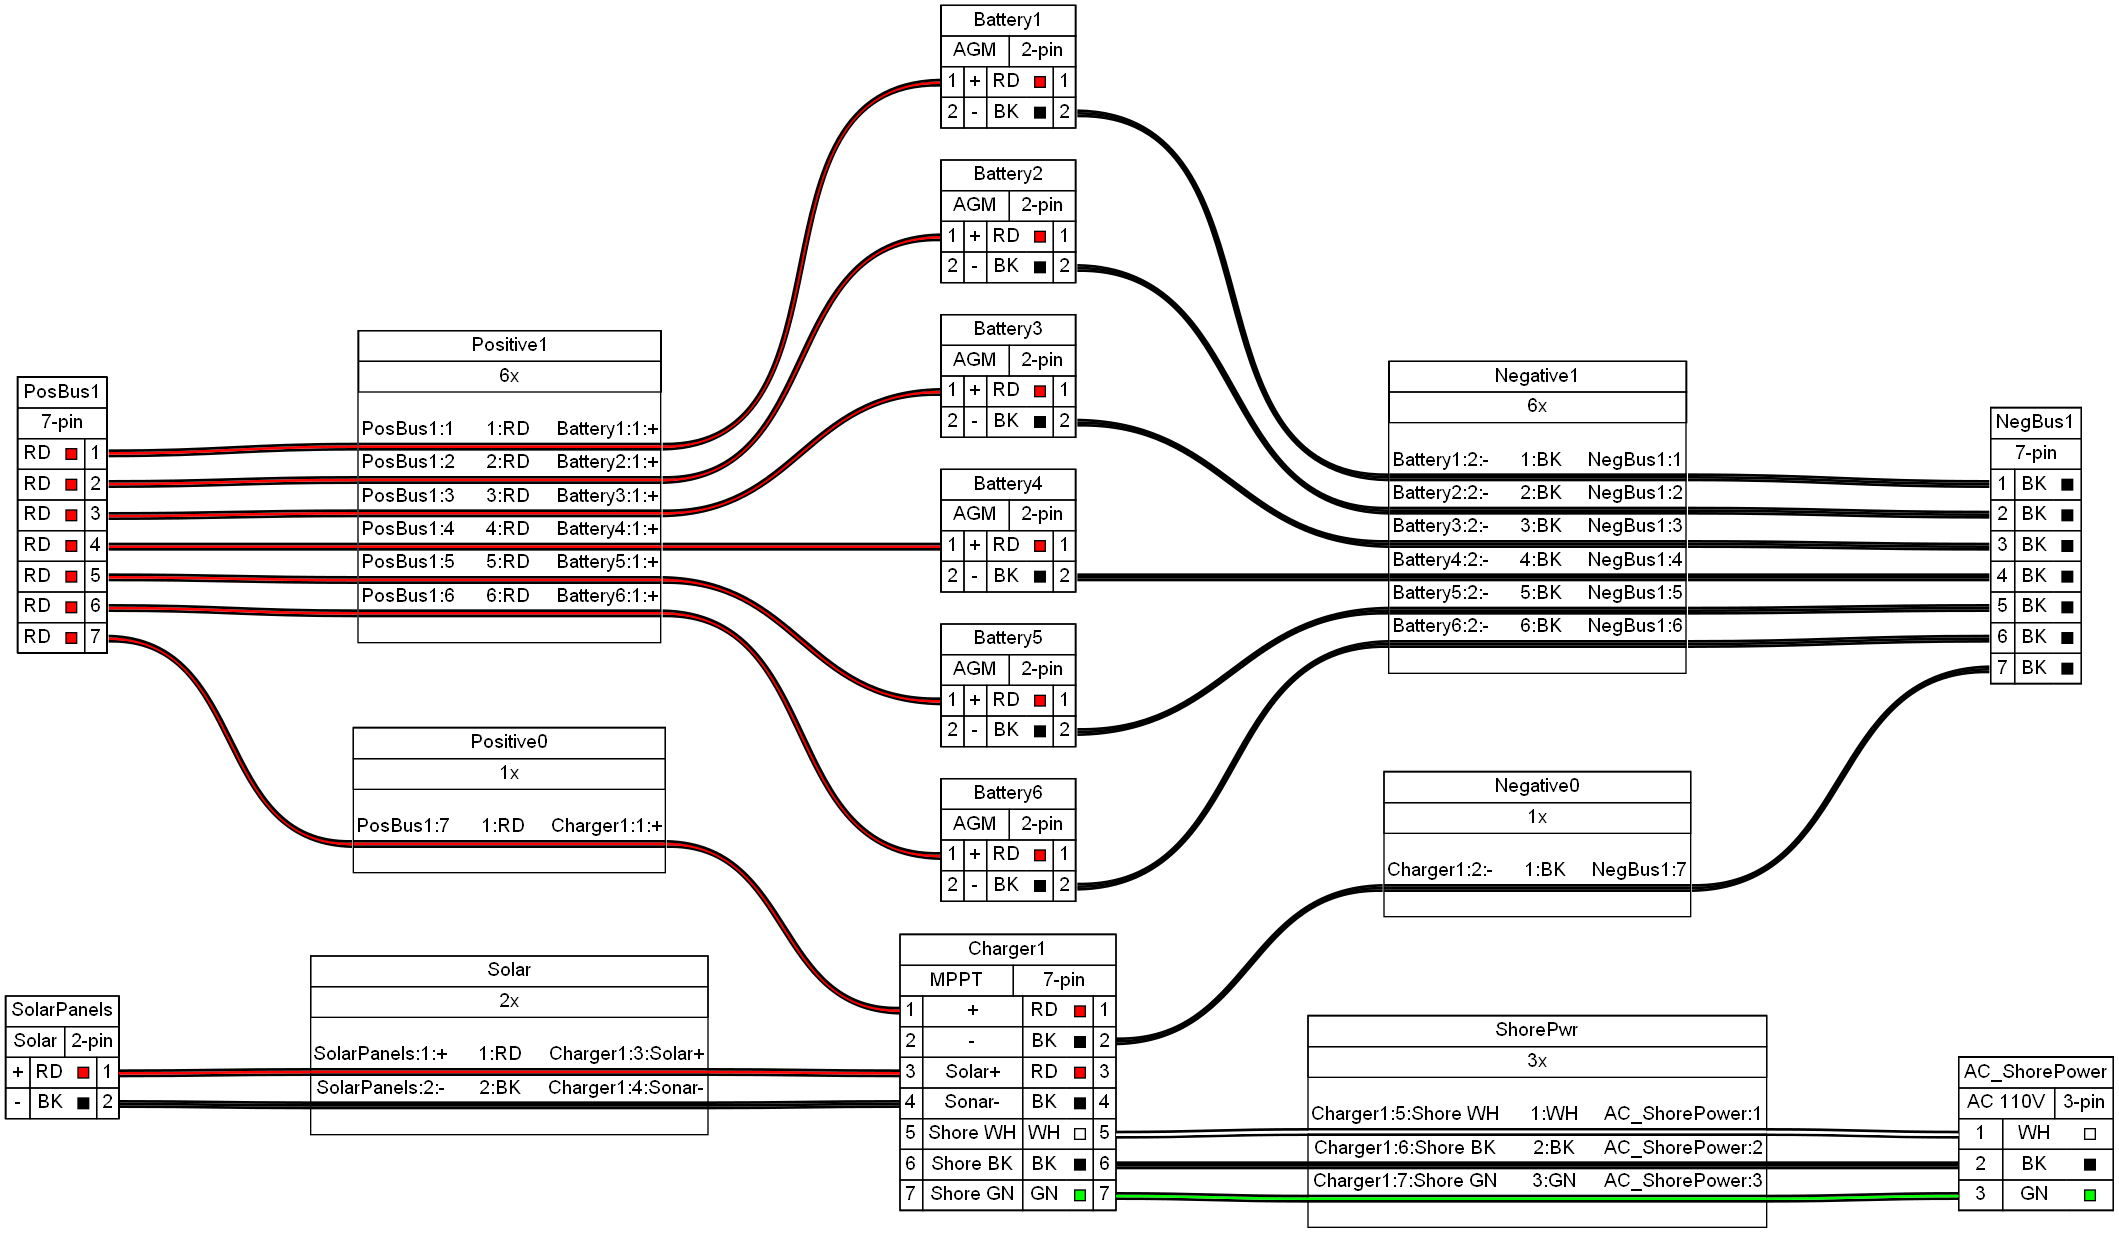 Battery1
AGM 2-pin
1 + RD 1
2 - BK 2
Battery2
AGM 2-pin
1 + RD 1
2 - BK 2
Battery3
AGM 2-pin
1 + RD 1
2 - BK 2
Battery4
AGM 2-pin
1 + RD 1
2 - BK 2
Battery5
AGM 2-pin
1 + RD 1
2 - BK 2
Battery6
AGM 2-pin
1 + RD 1
2 - BK 2
PosBus1
7-pin
RD 1
RD 2
RD 3
RD 4
RD 5
RD 6
RD 7
Positive1
6x
PosBus1:1 1:RD Battery1:1:+
PosBus1:2 2:RD Battery2:1:+
PosBus1:3 3:RD Battery3:1:+
PosBus1:4 4:RD Battery4:1:+
PosBus1:5 5:RD Battery5:1:+
PosBus1:6 6:RD Battery6:1:+
Negative1
6x
Battery1:2:- 1:BK NegBus1:1
Battery2:2:- 2:BK NegBus1:2
Battery3:2:- 3:BK NegBus1:3
Battery4:2:- 4:BK NegBus1:4
Battery5:2:- 5:BK NegBus1:5
Battery6:2:- 6:BK NegBus1:6
NegBus1
7-pin
1 BK
2 BK
3 BK
4 BK
5 BK
6 BK
7 BK
Positive0
1x
PosBus1:7 1:RD Charger1:1:+
Negative0
1x
Charger1:2:- 1:BK NegBus1:7
SolarPanels
Solar 2-pin
+ RD 1
- BK 2
Solar
2x
SolarPanels:1:+ 1:RD Charger1:3:Solar+
SolarPanels:2:- 2:BK Charger1:4:Sonar-
Charger1
MPPT 7-pin
1 + RD 1
2 - BK 2
3 Solar+ RD 3
4 Sonar- BK 4
5 Shore WH WH 5
6 Shore BK BK 6
7 Shore GN GN 7
ShorePwr
3x
Charger1:5:Shore WH 1:WH AC_ShorePower:1
Charger1:6:Shore BK 2:BK AC_ShorePower:2
Charger1:7:Shore GN 3:GN AC_ShorePower:3
AC_ShorePower
AC 110V 3-pin
1 WH
2 BK
3 GN